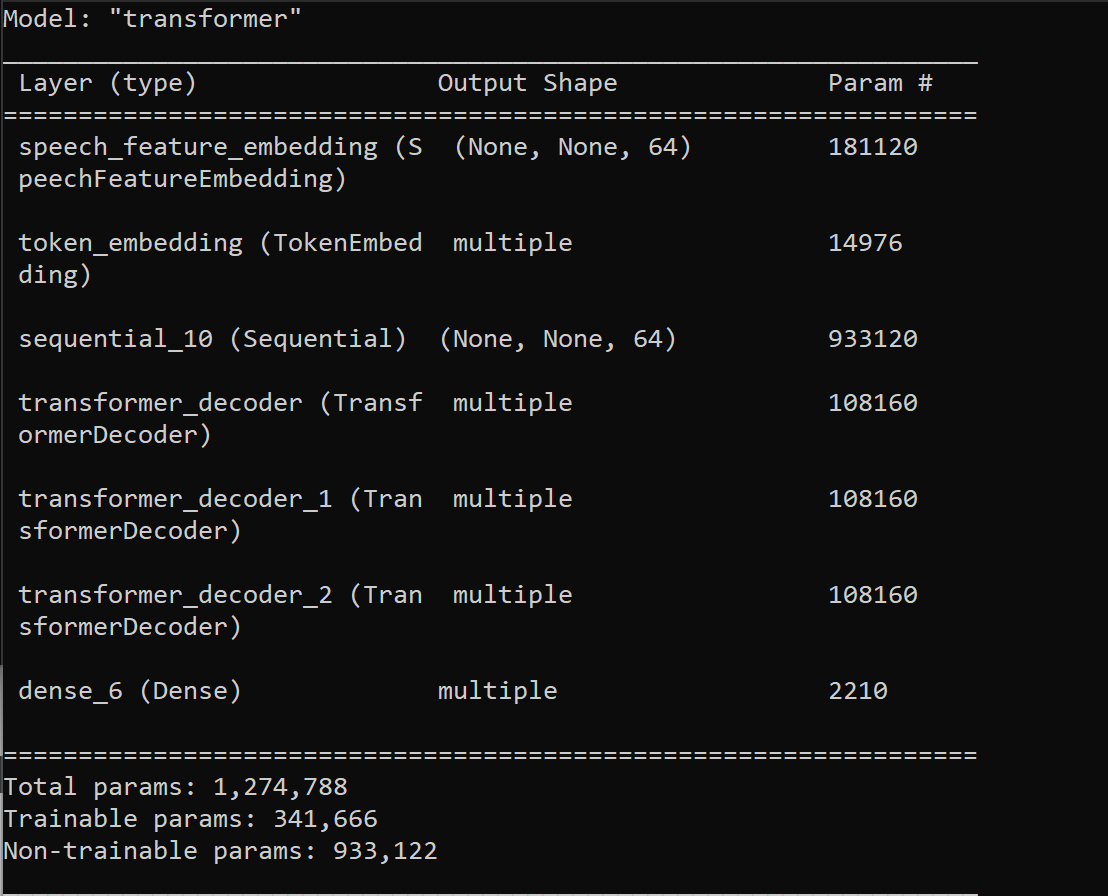 Model: "transformer"
_________________________________________________________________
Layer (type) Output Shape Param #
=================================================================
speech_feature_embedding (S (None, None, 64) 181120
peechFeatureEmbedding)
token_embedding (TokenEmbed multiple 14976
ding)
sequential_10 (Sequential) (None, None, 64) 933120
transformer_decoder (Transf multiple 108160
ormerDecoder)
transformer_decoder_1 (Tran multiple 108160
sformerDecoder)
transformer_decoder_2 (Tran multiple 108160
sformerDecoder)
dense_6 (Dense) multiple 2210
=================================================================
Total params: 1,274,788
Trainable params: 341,666
Non-trainable params: 933,122
_________________________________________________________________